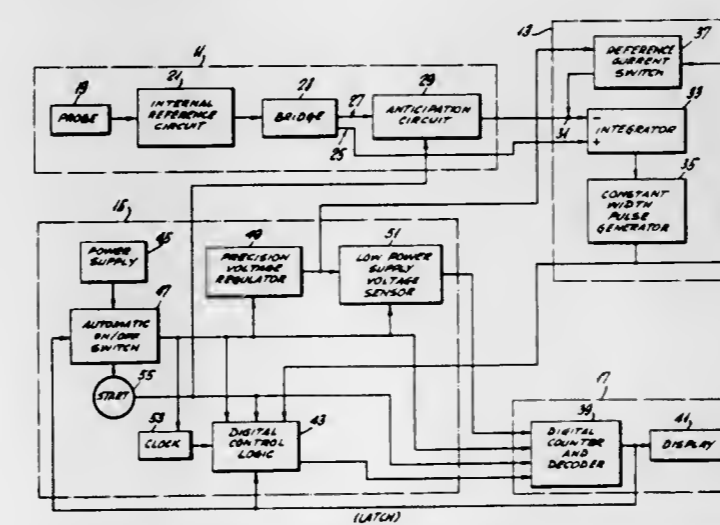 11
13
19
PROBE
21
INTERNAL
REFERENCE
CIRCUIT
23
BRIDGE
27
25
29
ANTICIPATION
CIRCUIT
37
REFERENCE
CURRENT
SWITCH
31
33
-
INTEGRATOR
+
35
CONSTANT
WIDTH
PULSE
GENERATOR
15
45
POWER
SUPPLY
47
AUTOMATIC
ON/OFF
SWITCH
49
PRECISION
VOLTAGE
REGULATOR
51
LOW POWER
SUPPLY
VOLTAGE
SENSOR
START
55
53
CLOCK
43
DIGITAL
CONTROL
LOGIC
17
39
DIGITAL
COUNTER
AND
DECODER
41
DISPLAY
(LATCH)